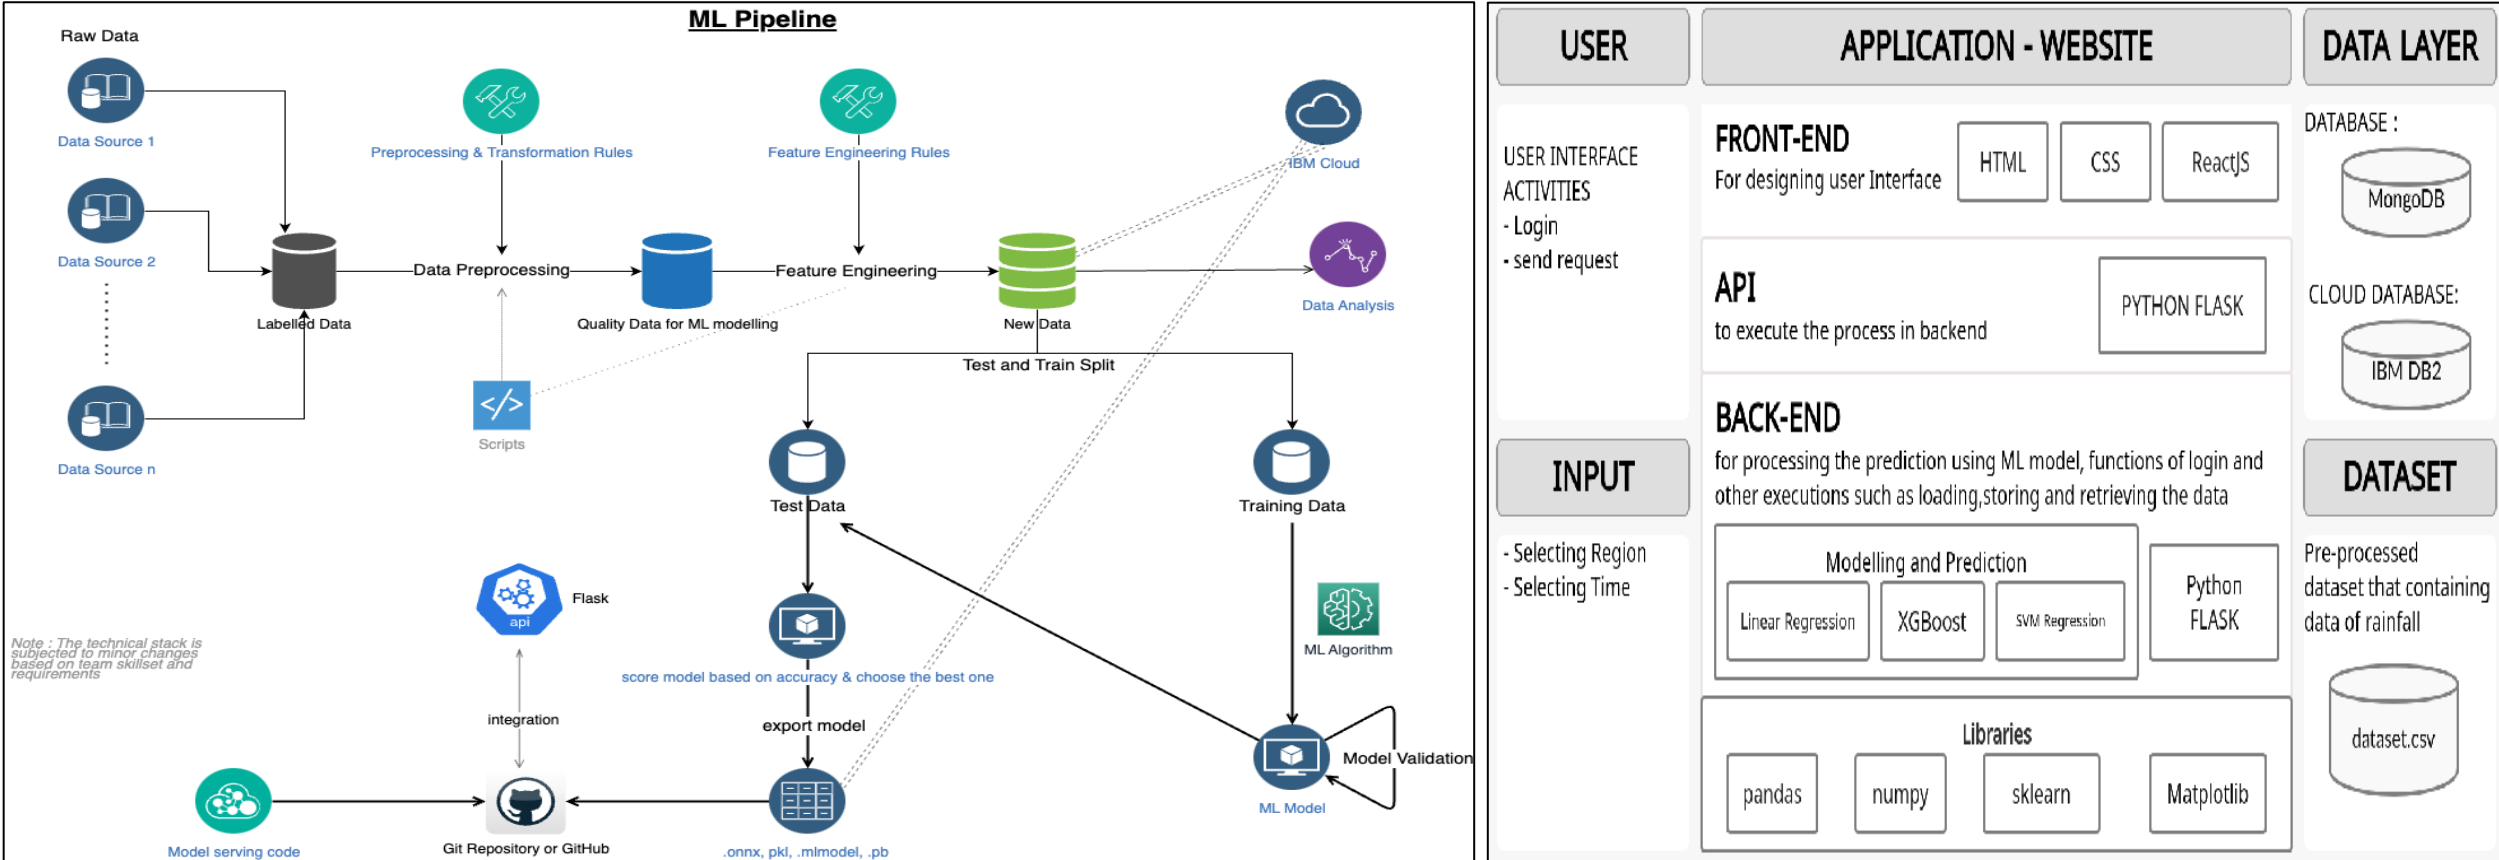 ML Pipeline
Raw Data
Data Source 1
Data Source 2
Data Source n
Preprocessing & Transformation Rules
Feature Engineering Rules
IBM Cloud
Labelled Data
Data Preprocessing
Quality Data for ML modelling
Feature Engineering
New Data
Data Analysis
Scripts
Test and Train Split
Test Data
Training Data
api
Flask
integration
Note : The technical stack is
subjected to minor changes
based on team skillset and
requirements
score model based on accuracy & choose the best one
export model
ML Algorithm
Model Validation
ML Model
Model serving code
Git Repository or GitHub
.onnx, pkl, .mlmodel, .pb
USER
USER INTERFACE
ACTIVITIES
- Login
- send request
INPUT
- Selecting Region
- Selecting Time
APPLICATION - WEBSITE
FRONT-END
For designing user Interface
HTML
CSS
ReactJS
API
to execute the process in backend
PYTHON FLASK
BACK-END
for processing the prediction using ML model, functions of login and
other executions such as loading,storing and retrieving the data
Modelling and Prediction
Linear Regression
XGBoost
SVM Regression
Python
FLASK
Libraries
pandas
numpy
sklearn
Matplotlib
DATA LAYER
DATABASE :
MongoDB
CLOUD DATABASE:
IBM DB2
DATASET
Pre-processed
dataset that containing
data of rainfall
dataset.csv